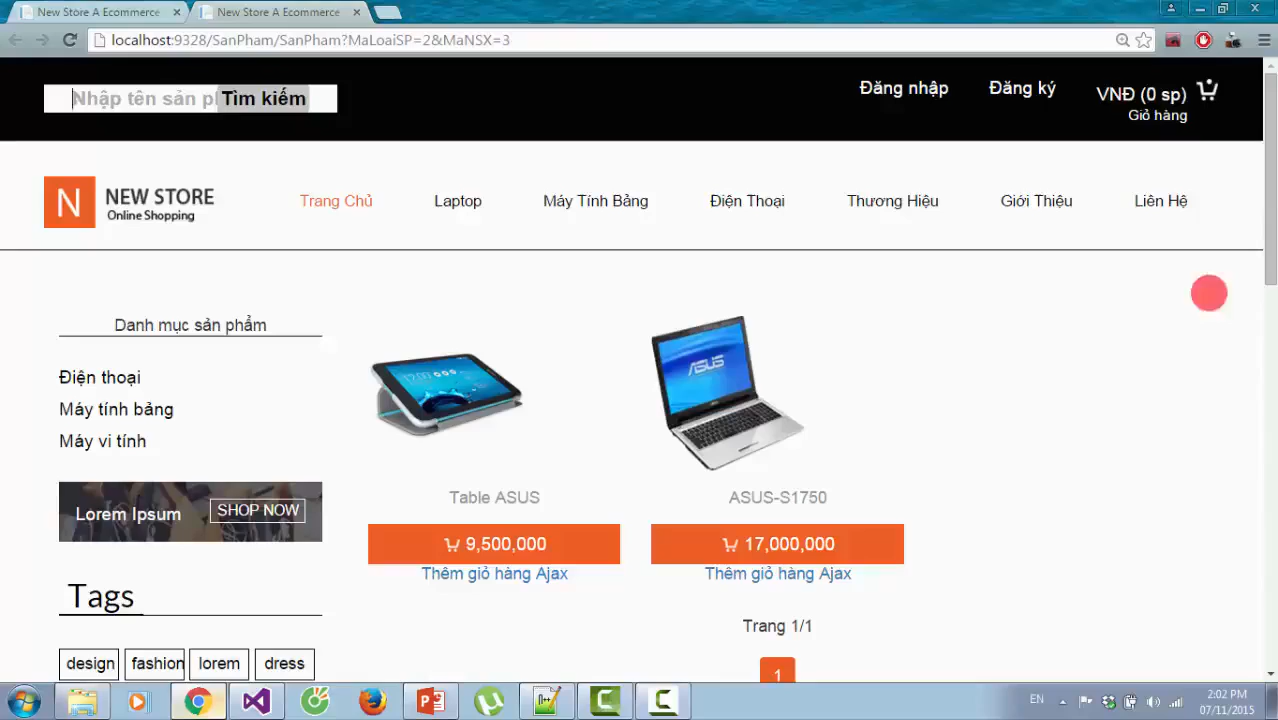 New Store A Ecommerce
New Store A Ecommerce
localhost:9328/SanPham/SanPham?MaLoaiSP=2&MaNSX=3
Nhập tên sản
Tìm kiếm
Đăng nhập
Đăng ký
VNĐ (0 sp)
Giỏ hàng
N
NEW STORE
Online Shopping
Trang Chủ
Laptop
Máy Tính Bảng
Điện Thoại
Thương Hiệu
Giới Thiệu
Liên Hệ
Danh mục sản phẩm
Điện thoại
Máy tính bảng
Máy vi tính
Lorem Ipsum
SHOP NOW
Tags
design
fashion
lorem
dress
ASUS
Table ASUS
ASUS-S1750
9,500,000
17,000,000
Thêm giỏ hàng Ajax
Thêm giỏ hàng Ajax
Trang 1/1
1
EN
2:02 PM
07/11/2015